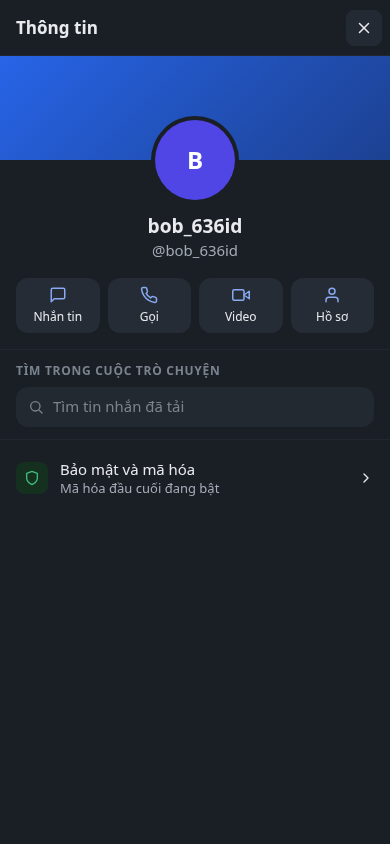 Thông tin
B
bob_636id
@bob_636id
Nhắn tin
Gọi
Video
Hồ sơ
TÌM TRONG CUỘC TRÒ CHUYỆN
Tìm tin nhắn đã tải
Bảo mật và mã hóa
Mã hóa đầu cuối đang bật